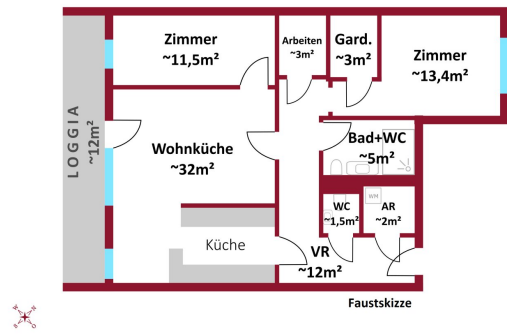 Zimmer
~11,5m²
Arbeiten
~3m²
Gard.
~3m²
Zimmer
~13,4m²
LOGGIA
~12m²
Wohnküche
~32m²
Bad+WC
~5m²
WC
~1,5m²
WM
AR
~2m²
Küche
VR
~12m²
Faustskizze